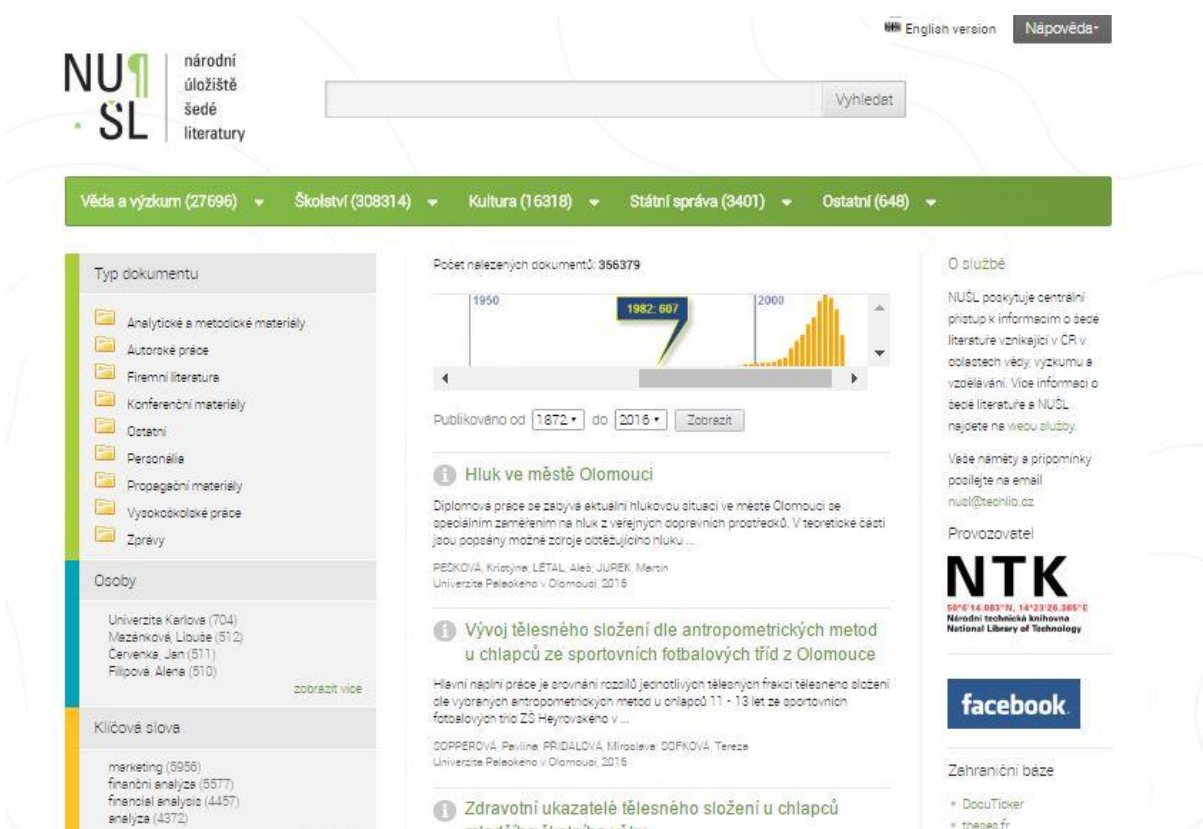 English version
Nápověda
NU¶
ŠL
národní
úložiště
šedé
literatury
Vyhledat
Věda a výzkum (27696)
Školství (308314)
Kultura (16318)
Státní správa (3401)
Ostatní (648)
Typ dokumentu
Analytické a metodické materiály
Autorské práce
Firemní literatura
Konferenční materiály
Ostatní
Personália
Propagační materiály
Vysokoškolské práce
Zprávy
Osoby
Univerzita Karlova (704)
Mazánková, Libuše (512)
Červenka, Jan (511)
Filipová, Alena (510)
zobrazit více
Klíčová slova
marketing (5956)
finanční analýza (5577)
financial analysis (4457)
analýza (4372)
Počet nalezených dokumentů: 356379
1950
1982: 607
2000
Publikováno od 1872 do 2016 Zobrazit
Hluk ve městě Olomouci
Diplomová práce se zabývá aktuální hlukovou situací ve městě Olomouci se
speciálním zaměřením na hluk z veřejných dopravních prostředků. V teoretické části
jsou popsány možné zdroje obtěžujícího hluku ...
PEŠKOVÁ, Kristýna; LÉTAL, Aleš; JUREK, Martin
Univerzita Palackého v Olomouci, 2016
Vývoj tělesného složení dle antropometrických metod
u chlapců ze sportovních fotbalových tříd z Olomouce
Hlavní náplní práce je srovnání rozdílů jednotlivých tělesných frakcí tělesného složení
dle vybraných antropometrických metod u chlapců 11 - 13 let ze sportovních
fotbalových tříd ZŠ Heyrovského v ...
SOPPEROVÁ, Pavlína; PŘIDALOVÁ, Miroslava; SOFKOVÁ, Tereza
Univerzita Palackého v Olomouci, 2016
Zdravotní ukazatelé tělesného složení u chlapců
O službě
NUŠL poskytuje centrální
přístup k informacím o šedé
literatuře vznikající v ČR v
oblastech vědy, výzkumu a
vzdělávání. Více informací o
šedé literatuře a NUŠL
najdete na webu služby.
Vaše náměty a připomínky
posílejte na email
nusl@techlib.cz
Provozovatel
NTK
50°6'14.083"N, 14°23'26.365"E
Národní technická knihovna
National Library of Technology
facebook
Zahraniční báze
DocuTicker
theses.fr